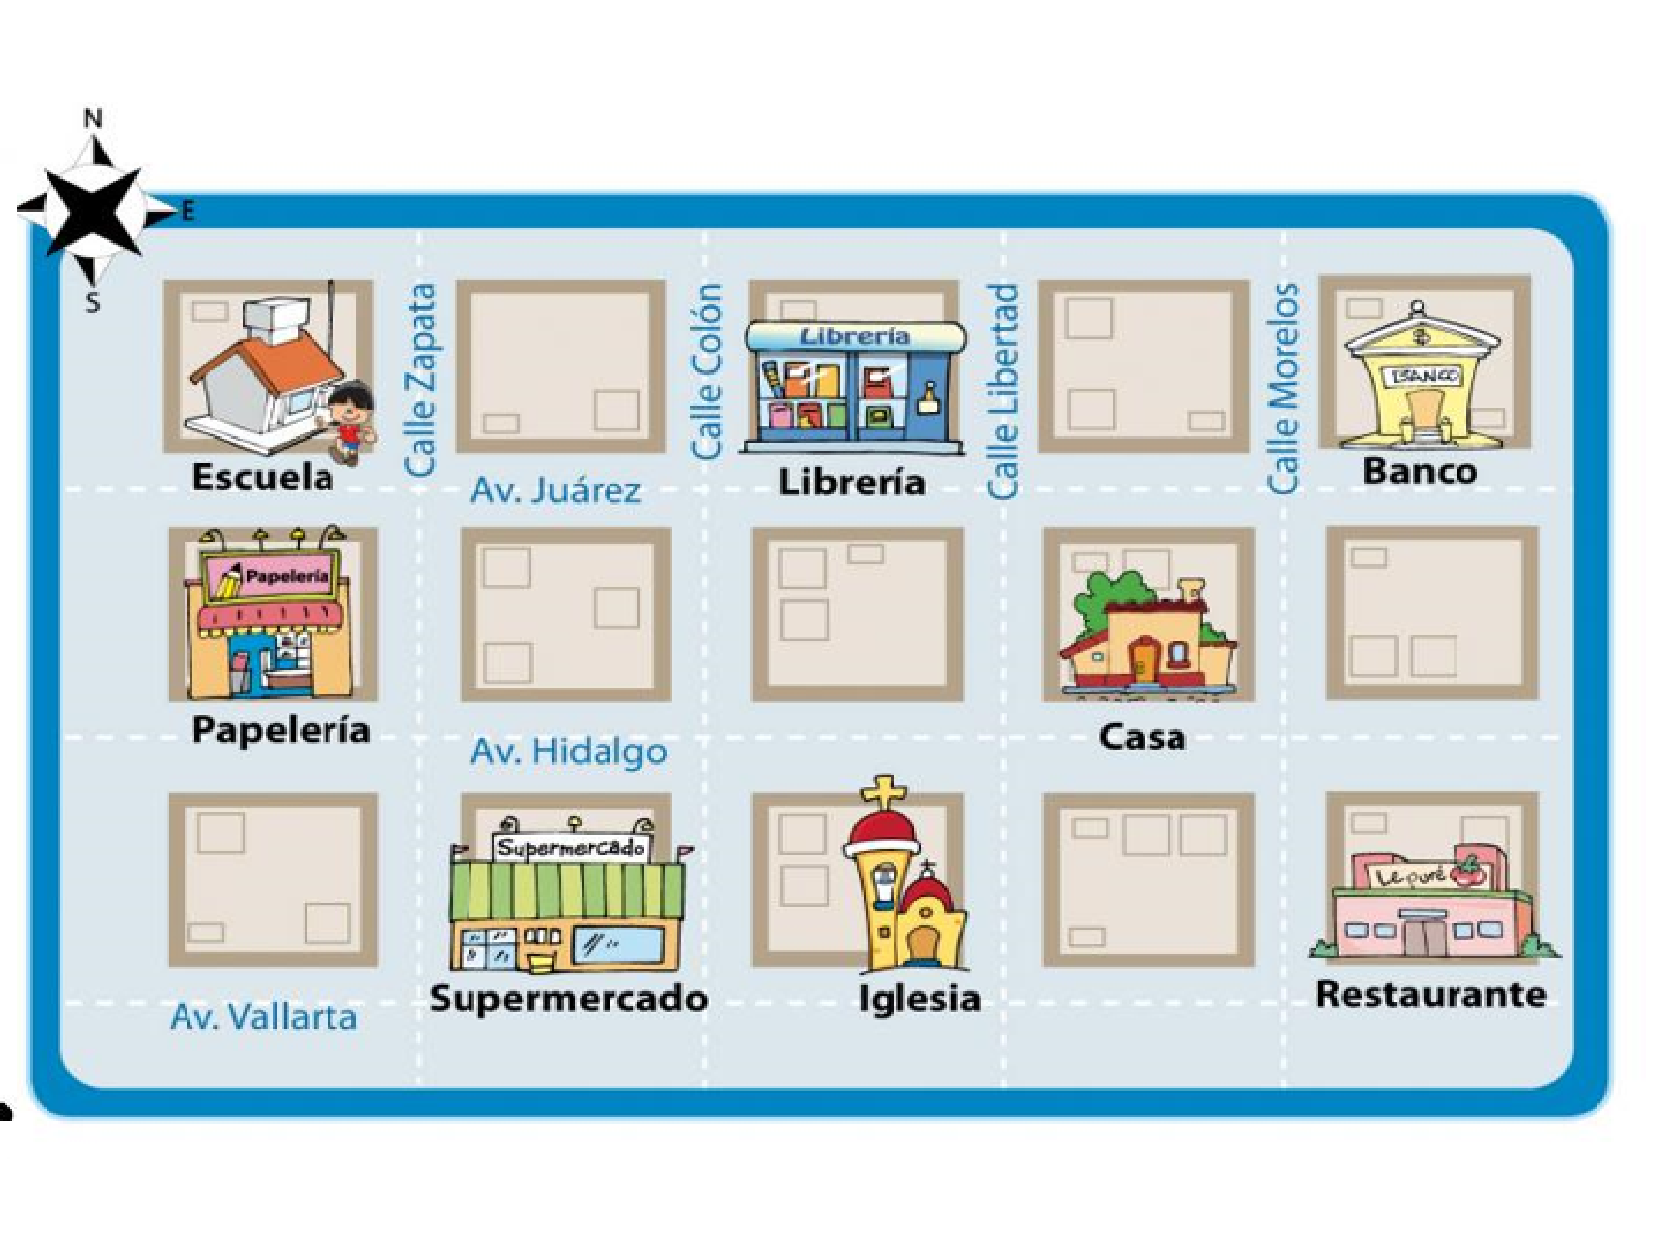 N
E
S
Calle Zapata
Calle Colón
Librería
Calle Libertad
Calle Morelos
BANCO
Escuela
Av. Juárez
Librería
Banco
Papelería
Papelería
Av. Hidalgo
Casa
Supermercado
Le puré
Av. Vallarta
Supermercado
Iglesia
Restaurante